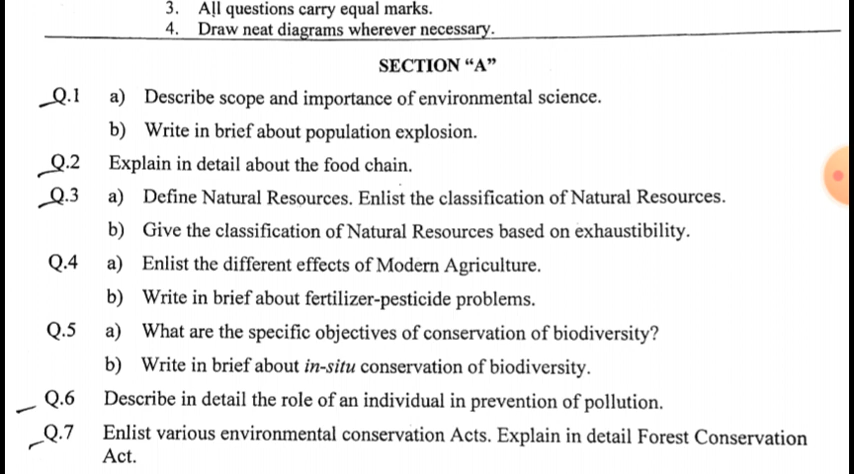 3. All questions carry equal marks.
4. Draw neat diagrams wherever necessary.
SECTION “A”
Q.1 a) Describe scope and importance of environmental science.
b) Write in brief about population explosion.
Q.2 Explain in detail about the food chain.
Q.3 a) Define Natural Resources. Enlist the classification of Natural Resources.
b) Give the classification of Natural Resources based on exhaustibility.
Q.4 a) Enlist the different effects of Modern Agriculture.
b) Write in brief about fertilizer-pesticide problems.
Q.5 a) What are the specific objectives of conservation of biodiversity?
b) Write in brief about in-situ conservation of biodiversity.
Q.6 Describe in detail the role of an individual in prevention of pollution.
Q.7 Enlist various environmental conservation Acts. Explain in detail Forest Conservation
Act.